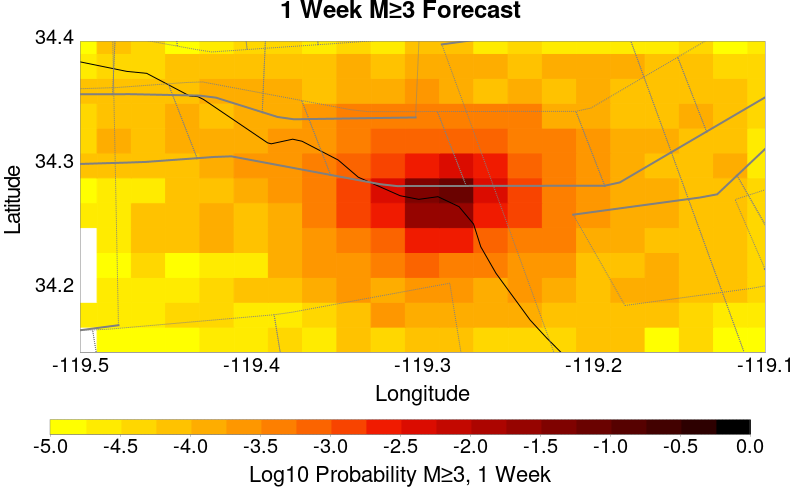 1 Week M≥3 Forecast
34.4
34.3
34.2
Latitude
-119.5 -119.4 -119.3 -119.2 -119.1
Longitude
-5.0 -4.5 -4.0 -3.5 -3.0 -2.5 -2.0 -1.5 -1.0 -0.5 0.0
Log10 Probability M≥3, 1 Week